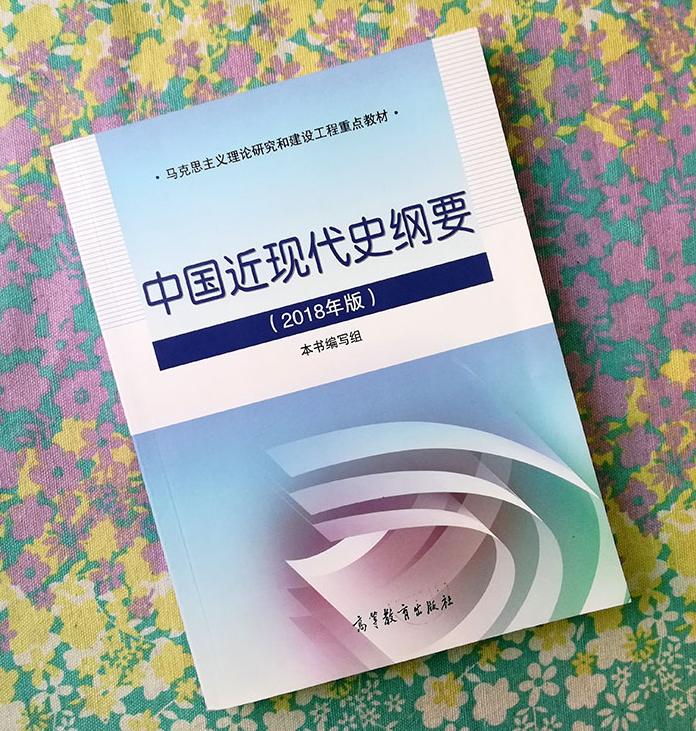 ·马克思主义理论研究和建设工程重点教材·
中国近现代史纲要
（2018年版）
本书编写组
高等教育出版社